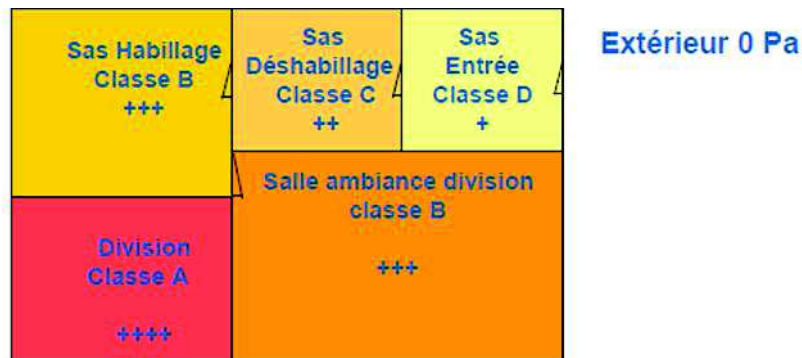 Sas Habillage
Classe B
+++
Sas
Déshabillage
Classe C
++
Sas
Entrée
Classe D
+
Extérieur 0 Pa
Salle ambiance division
classe B
+++
Division
Classe A
++++